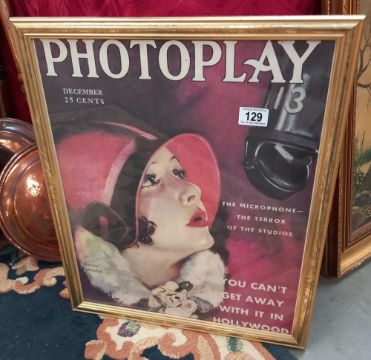 PHOTOPLAY
DECEMBER
25 CENTS
13
129
THE MICROPHONE—
THE TERROR
OF THE STUDIOS
YOU CAN'T
GET AWAY
WITH IT IN
HOLLYWOOD